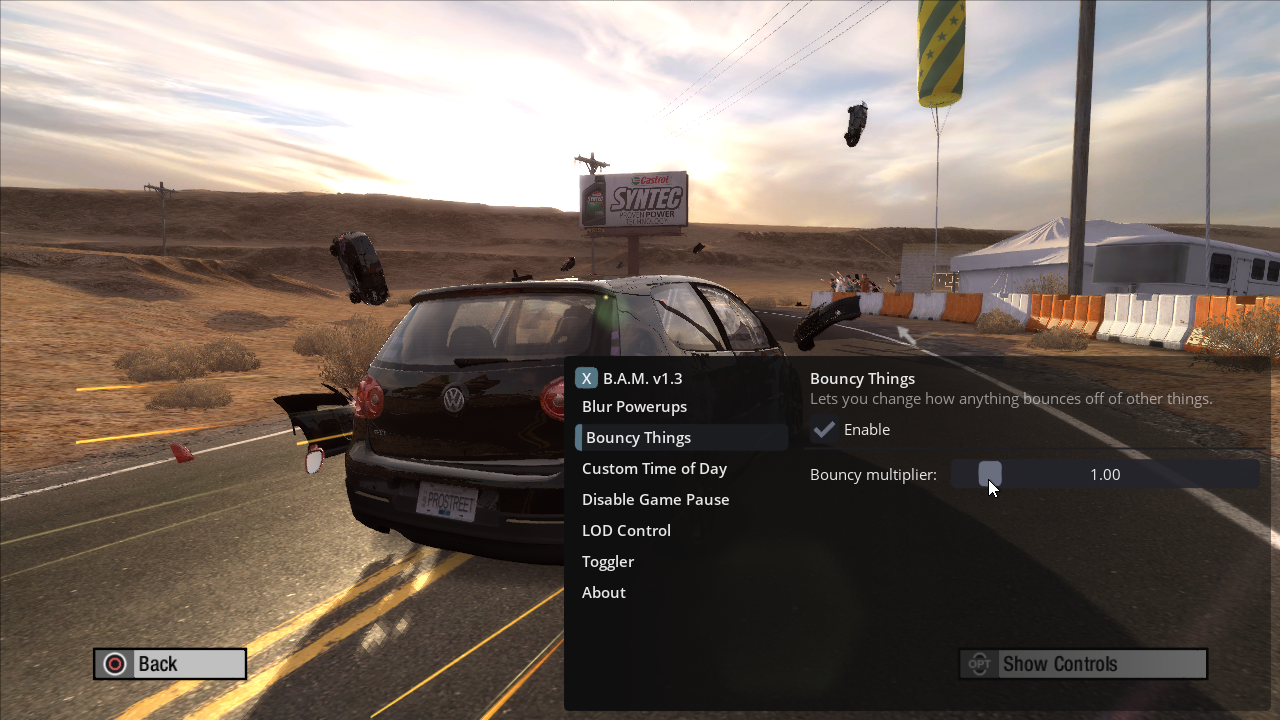 Castrol
SYNTEC
PROVEN POWER
TECHNOLOGY
X B.A.M. v1.3
Blur Powerups
Bouncy Things
Custom Time of Day
Disable Game Pause
LOD Control
Toggler
About
Bouncy Things
Lets you change how anything bounces off of other things.
Enable
Bouncy multiplier: 1.00
PROSTREET
Back
OPT Show Controls